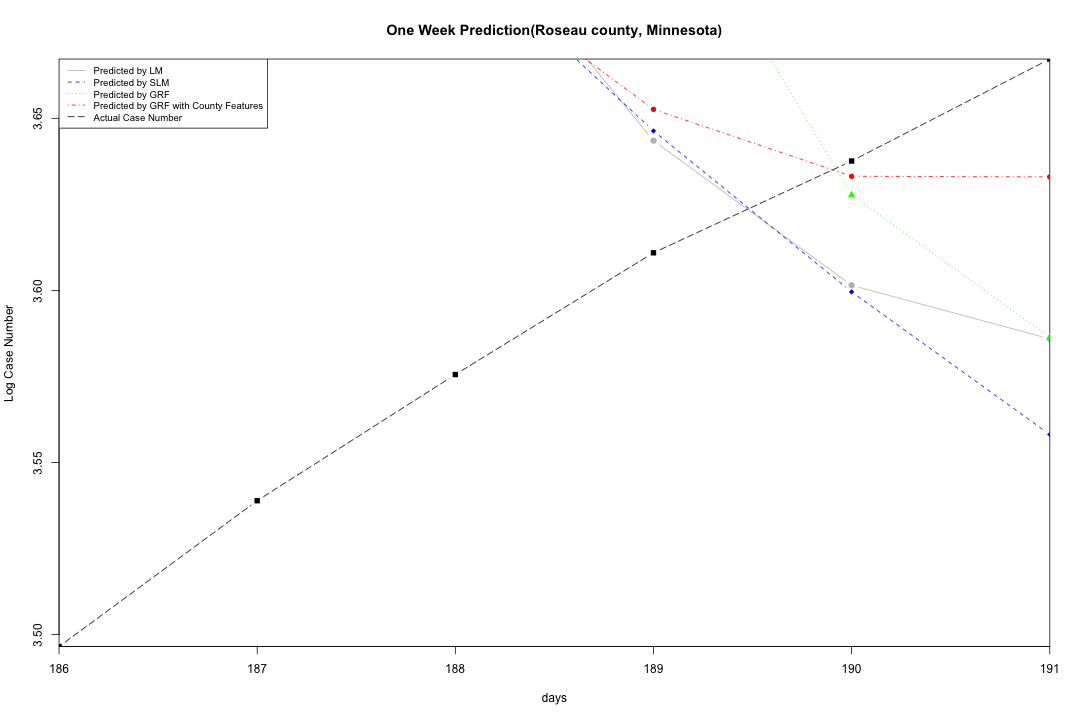 One Week Prediction(Roseau county, Minnesota)
Predicted by LM
Predicted by SLM
Predicted by GRF
Predicted by GRF with County Features
Actual Case Number
Log Case Number
3.65
3.60
3.55
3.50
186 187 188 189 190 191
days